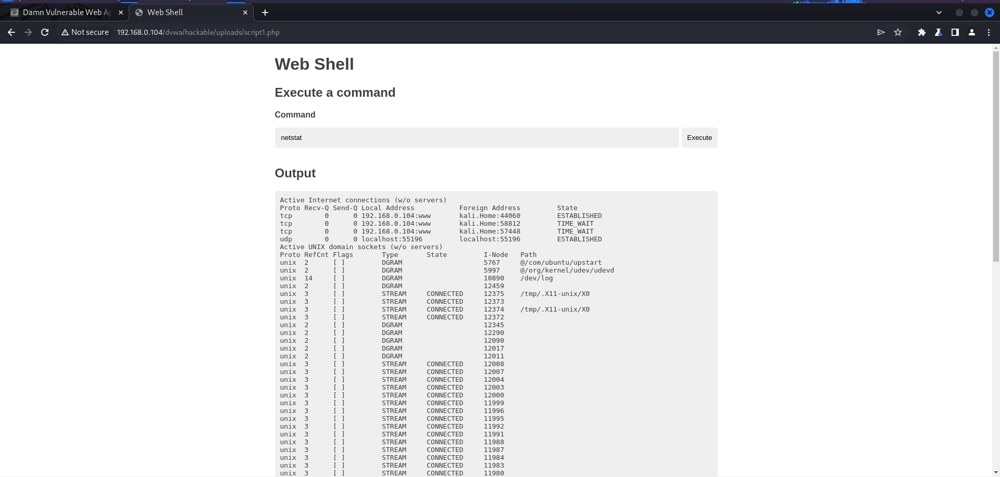 Damn Vulnerable Web Ap
Web Shell
Not secure
192.168.0.104/dvwa/hackable/uploads/script1.php
Web Shell
Execute a command
Command
netstat
Execute
Output
Active Internet connections (w/o servers)
Proto Recv-Q Send-Q Local Address           Foreign Address         State
tcp        0      0 192.168.0.104:www       kali.Home:44060         ESTABLISHED
tcp        0      0 192.168.0.104:www       kali.Home:58812         TIME_WAIT
tcp        0      0 192.168.0.104:www       kali.Home:57448         TIME_WAIT
udp        0      0 localhost:55196         localhost:55196         ESTABLISHED
Active UNIX domain sockets (w/o servers)
Proto RefCnt Flags       Type       State         I-Node   Path
unix  2      [ ]         DGRAM                    5767     @/com/ubuntu/upstart
unix  2      [ ]         DGRAM                    5997     @/org/kernel/udev/udevd
unix  14     [ ]         DGRAM                    10890    /dev/log
unix  2      [ ]         DGRAM                    12459
unix  3      [ ]         STREAM     CONNECTED     12375    /tmp/.X11-unix/X0
unix  3      [ ]         STREAM     CONNECTED     12373
unix  3      [ ]         STREAM     CONNECTED     12374    /tmp/.X11-unix/X0
unix  3      [ ]         STREAM     CONNECTED     12372
unix  2      [ ]         DGRAM                    12345
unix  2      [ ]         DGRAM                    12290
unix  2      [ ]         DGRAM                    12090
unix  2      [ ]         DGRAM                    12017
unix  2      [ ]         DGRAM                    12011
unix  3      [ ]         STREAM     CONNECTED     12008
unix  3      [ ]         STREAM     CONNECTED     12007
unix  3      [ ]         STREAM     CONNECTED     12004
unix  3      [ ]         STREAM     CONNECTED     12003
unix  3      [ ]         STREAM     CONNECTED     12000
unix  3      [ ]         STREAM     CONNECTED     11999
unix  3      [ ]         STREAM     CONNECTED     11996
unix  3      [ ]         STREAM     CONNECTED     11995
unix  3      [ ]         STREAM     CONNECTED     11992
unix  3      [ ]         STREAM     CONNECTED     11991
unix  3      [ ]         STREAM     CONNECTED     11988
unix  3      [ ]         STREAM     CONNECTED     11987
unix  3      [ ]         STREAM     CONNECTED     11984
unix  3      [ ]         STREAM     CONNECTED     11983
unix  3      [ ]         STREAM     CONNECTED     11980